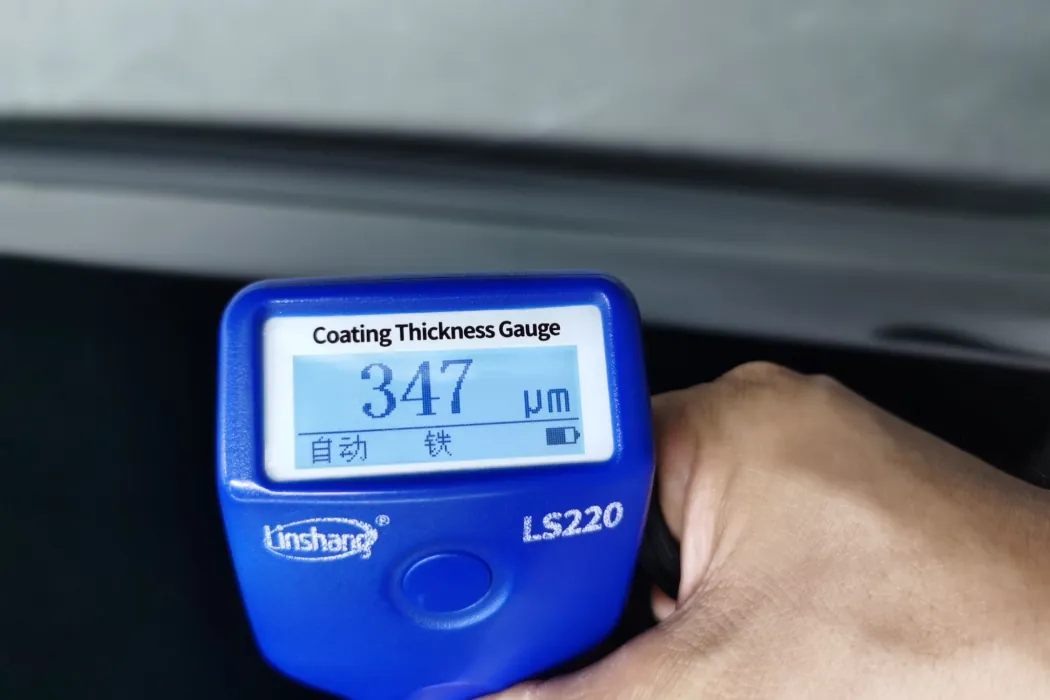 Coating Thickness Gauge
347 μm
自动 铁
Linshang® LS220